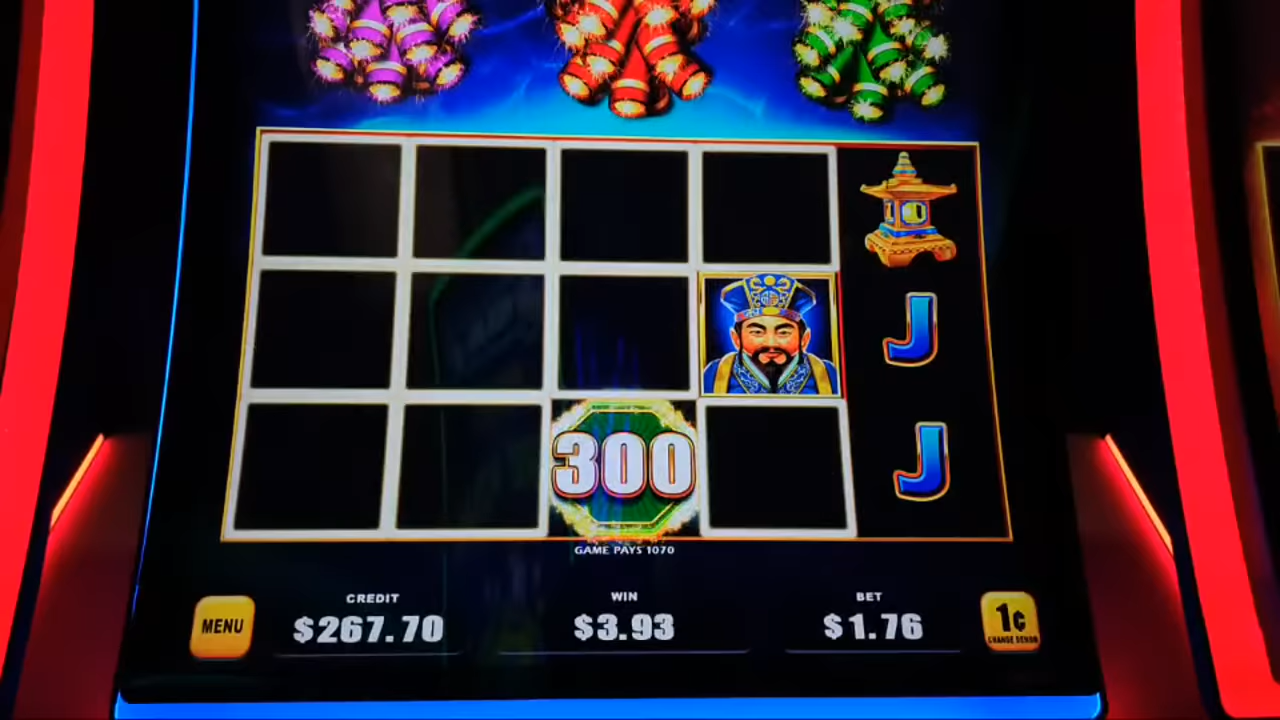 J
J
300
GAME PAYS 1070
MENU
CREDIT
$267.70
WIN
$3.93
BET
$1.76
1¢
CHANGE DENOM